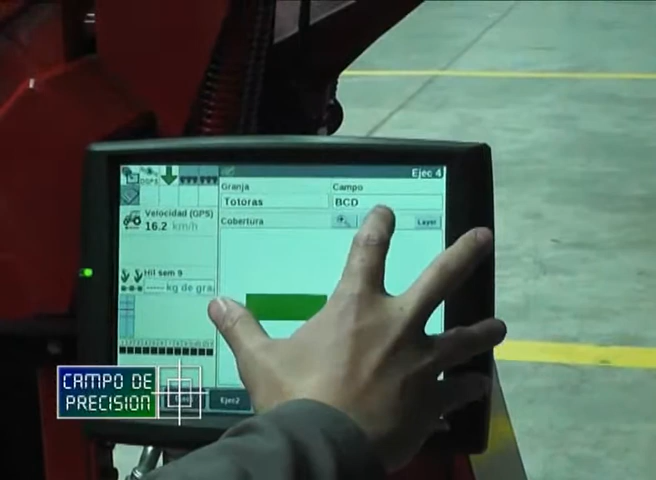 Ejec 4
DGPS
Granja
Campo
Totoras
BCD
Velocidad (GPS)
16.2 km/h
Cobertura
Layer
Hil sem 9
---- kg de gra
CAMPO DE
PRECISION
Ejec2